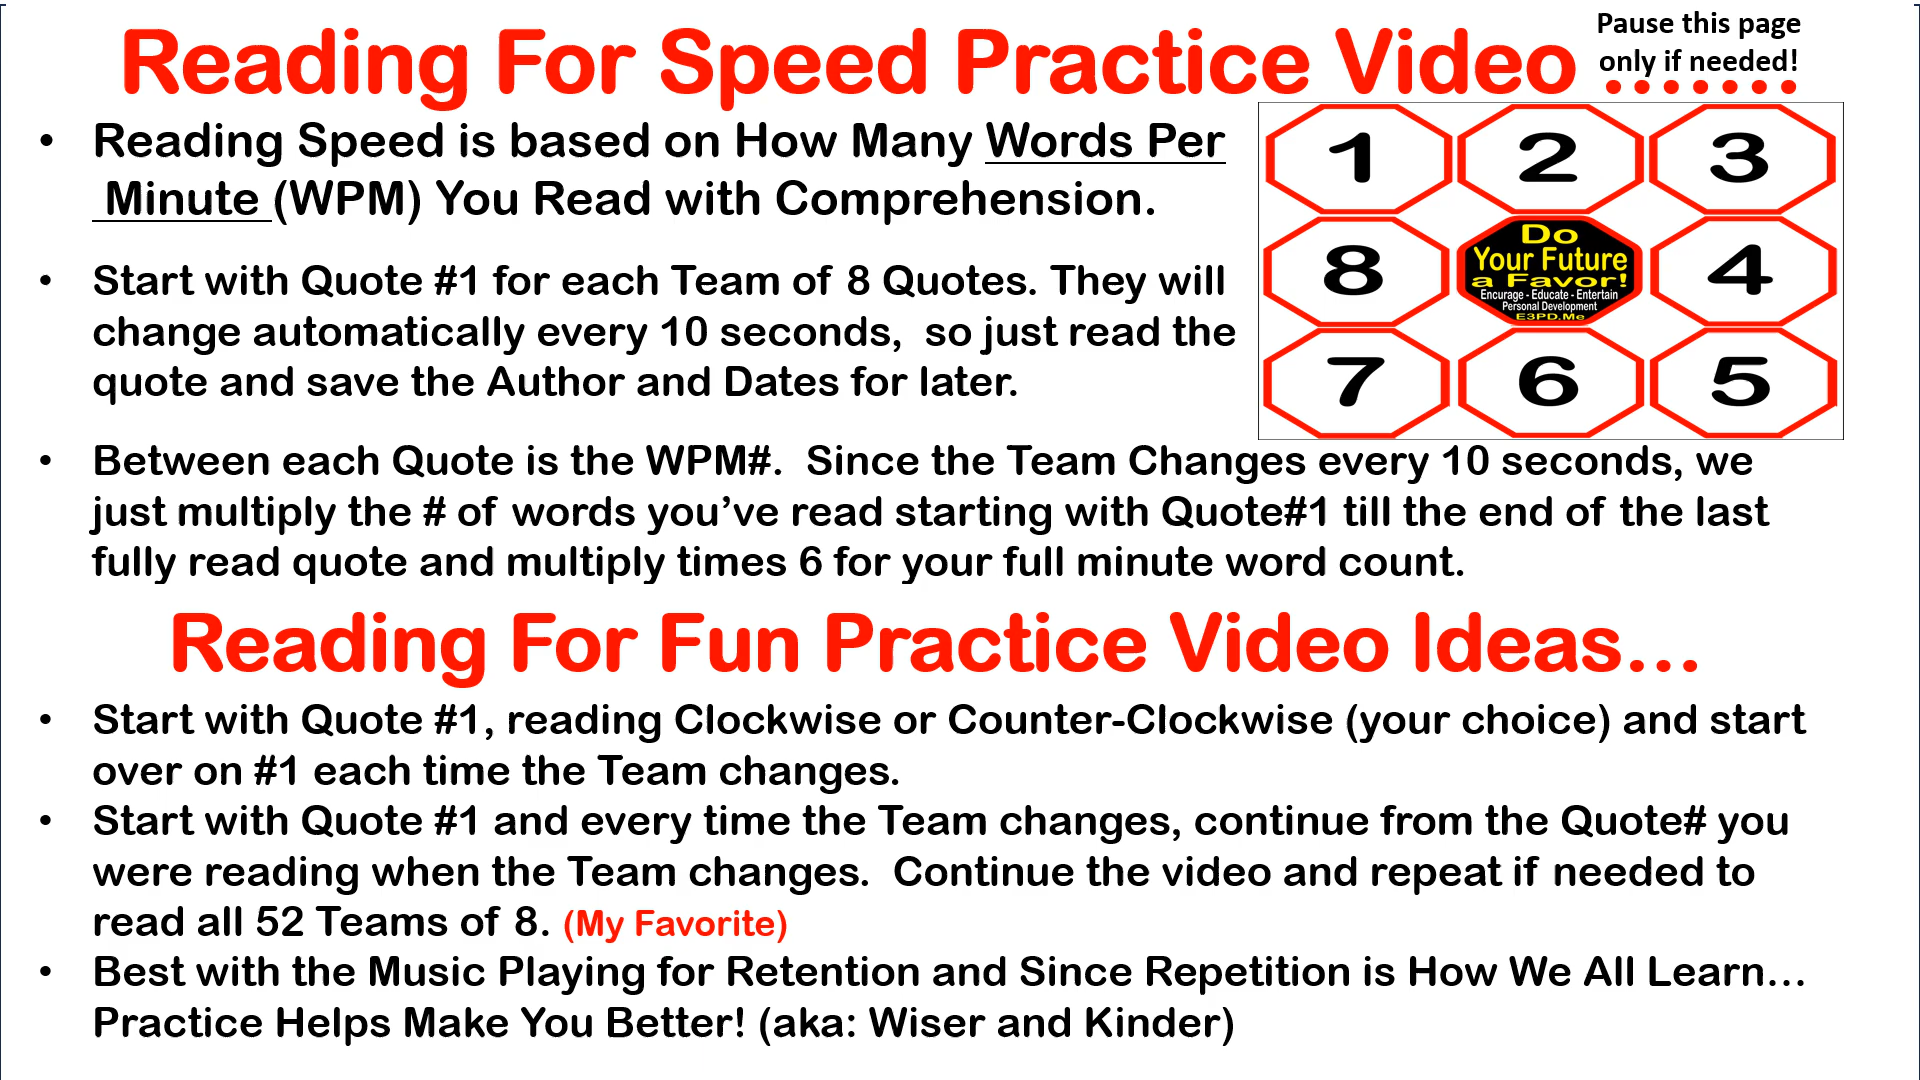 Reading For Speed Practice Video .......
Pause this page
only if needed!
• Reading Speed is based on How Many Words Per
Minute (WPM) You Read with Comprehension.
• Start with Quote #1 for each Team of 8 Quotes. They will
change automatically every 10 seconds, so just read the
quote and save the Author and Dates for later.
1 2 3
8 4
7 6 5
Do
Your Future
a Favor!
Encurage - Educate - Entertain
Personal Development
E3PD.Me
• Between each Quote is the WPM#. Since the Team Changes every 10 seconds, we
just multiply the # of words you’ve read starting with Quote#1 till the end of the last
fully read quote and multiply times 6 for your full minute word count.
Reading For Fun Practice Video Ideas...
• Start with Quote #1, reading Clockwise or Counter-Clockwise (your choice) and start
over on #1 each time the Team changes.
• Start with Quote #1 and every time the Team changes, continue from the Quote# you
were reading when the Team changes. Continue the video and repeat if needed to
read all 52 Teams of 8. (My Favorite)
• Best with the Music Playing for Retention and Since Repetition is How We All Learn...
Practice Helps Make You Better! (aka: Wiser and Kinder)